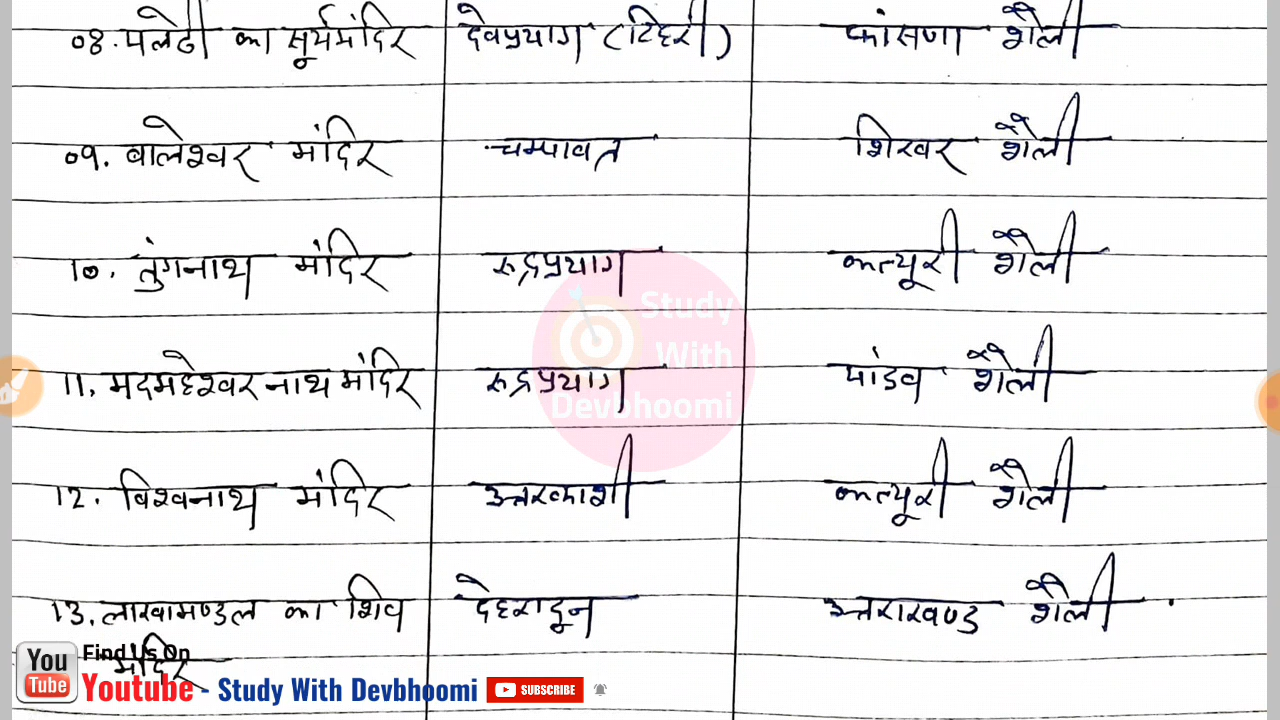 08. पलेठी का सूर्यमंदिर देवप्रयाग (टिहरी) फांसणा शैली
09. बालेश्वर मंदिर चम्पावत शिखर शैली
10. तुंगनाथ मंदिर रुद्रप्रयाग कत्यूरी शैली
11. मदमहेश्वर नाथ मंदिर रुद्रप्रयाग पांडव शैली
12. विश्वनाथ मंदिर उत्तरकाशी कत्यूरी शैली
13. लाखामण्डल का शिव देहरादून उत्तराखण्ड शैली
मंदिर
Study
With
Devbhoomi
You
Tube
Find Us On
Youtube - Study With Devbhoomi SUBSCRIBE